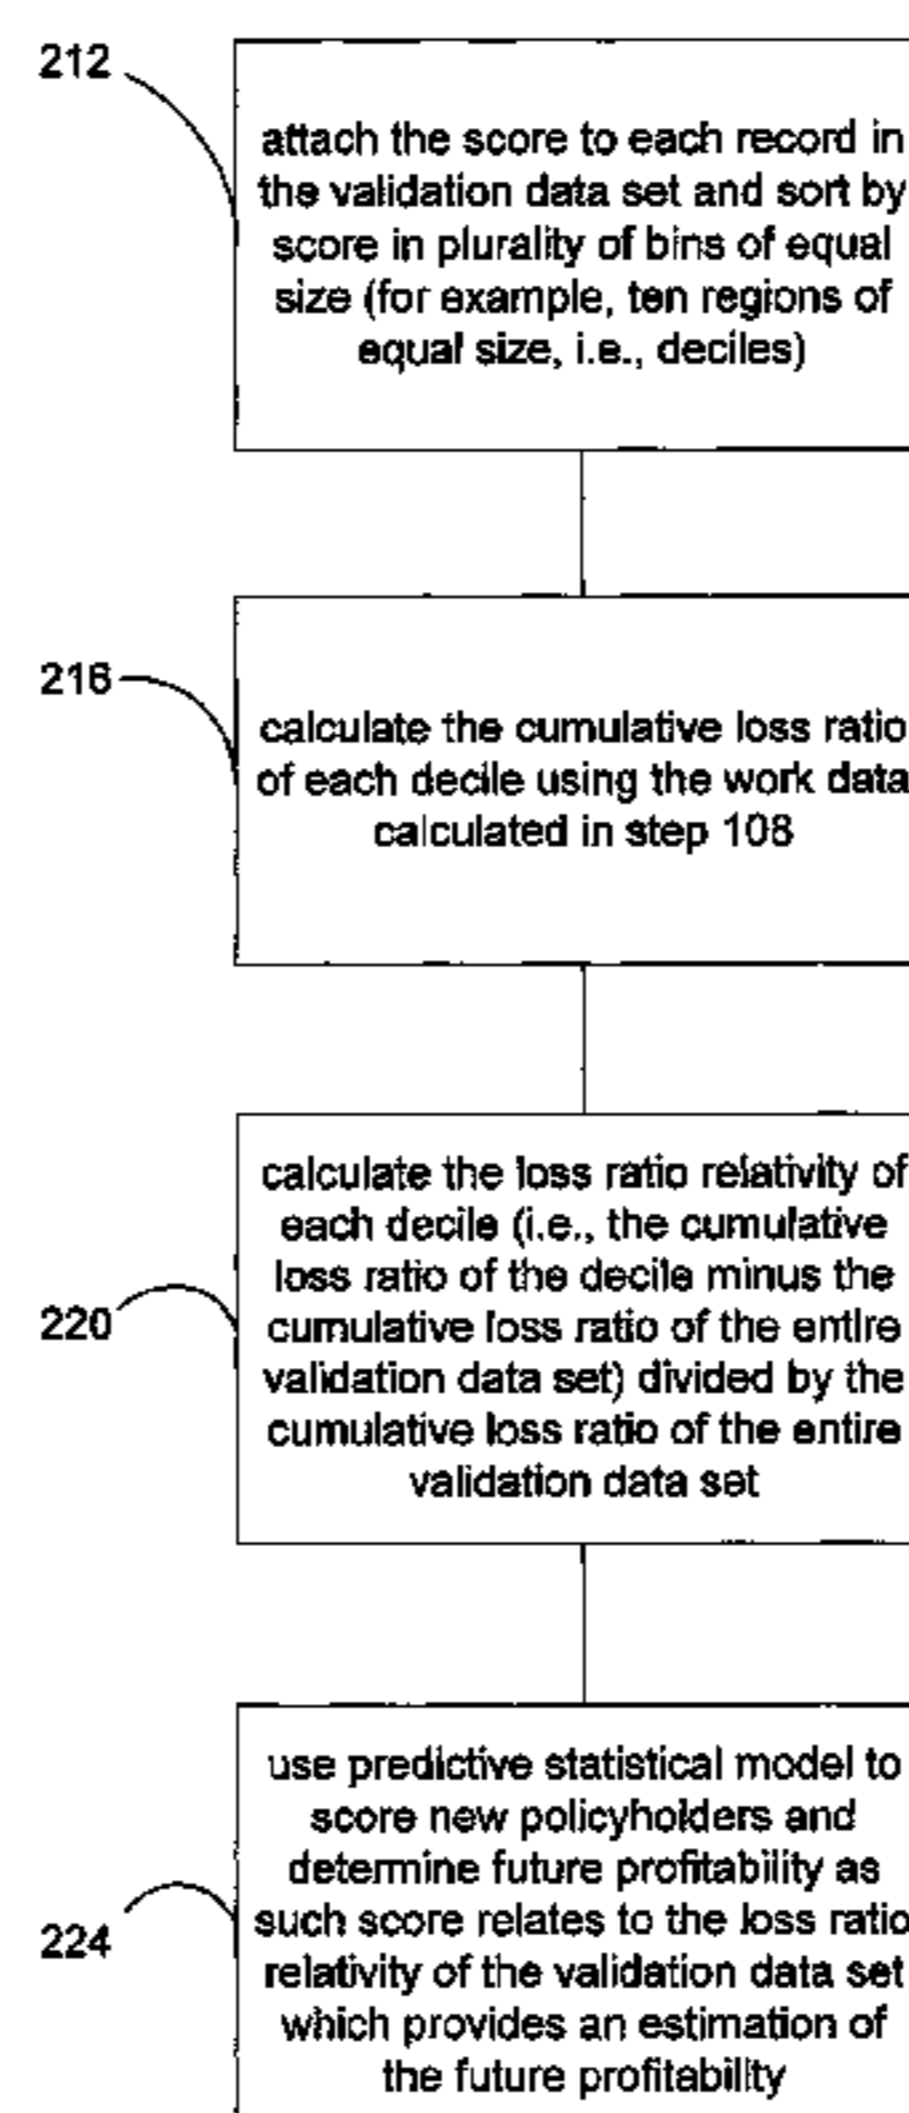 212
attach the score to each record in
the validation data set and sort by
score in plurality of bins of equal
size (for example, ten regions of
equal size, i.e., deciles)
216
calculate the cumulative loss ratio
of each decile using the work data
calculated in step 108
220
calculate the loss ratio relativity of
each decile (i.e., the cumulative
loss ratio of the decile minus the
cumulative loss ratio of the entire
validation data set) divided by the
cumulative loss ratio of the entire
validation data set
224
use predictive statistical model to
score new policyholders and
determine future profitability as
such score relates to the loss ratio
relativity of the validation data set
which provides an estimation of
the future profitability